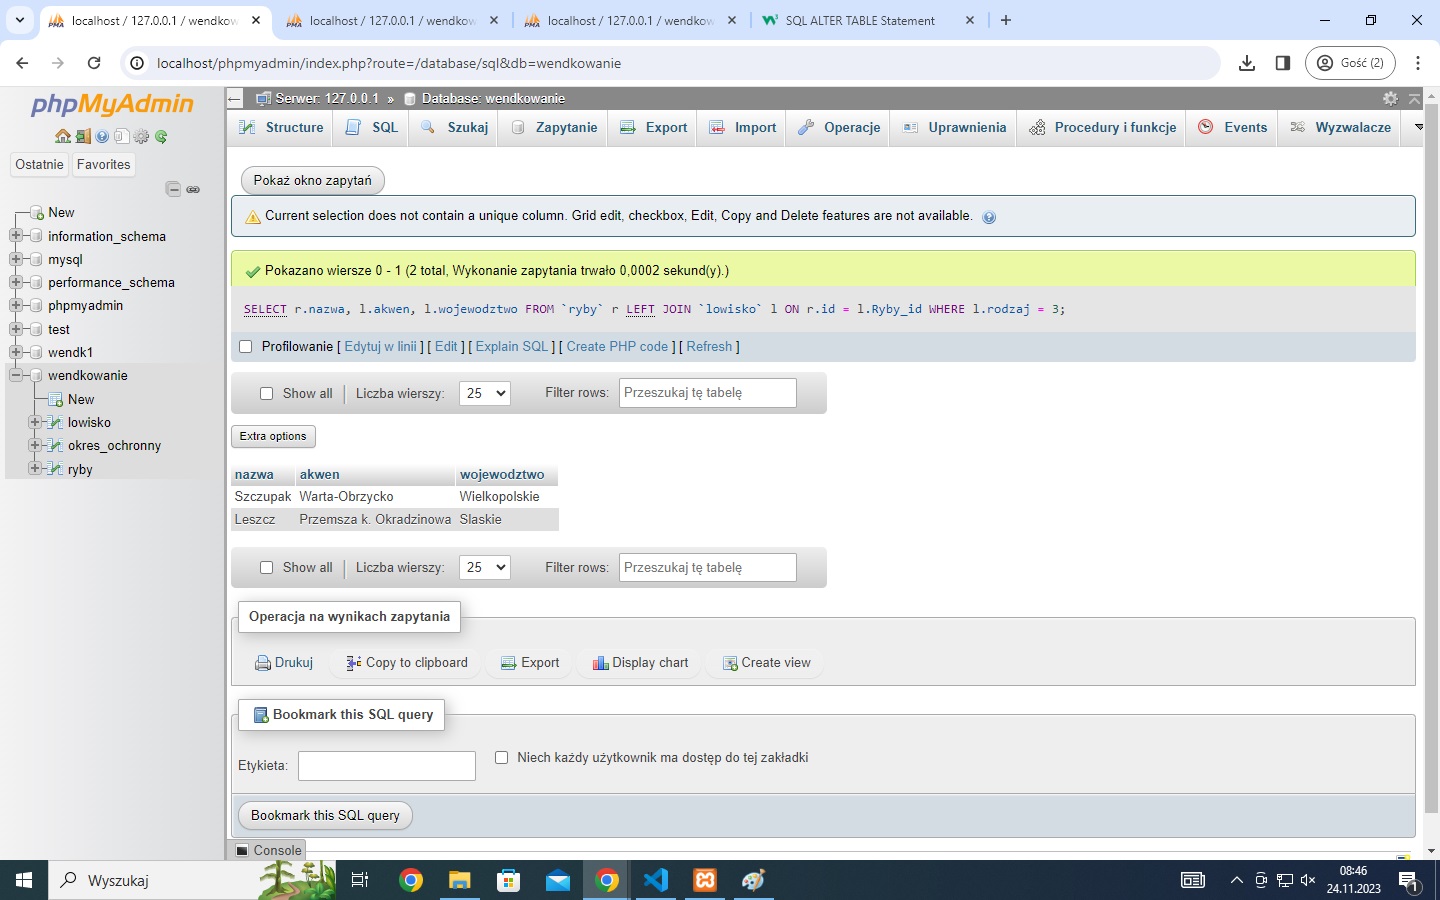 localhost / 127.0.0.1 / wendkow
localhost / 127.0.0.1 / wendkow
localhost / 127.0.0.1 / wendkow
SQL ALTER TABLE Statement
localhost/phpmyadmin/index.php?route=/database/sql&db=wendkowanie
Gość (2)
phpMyAdmin
Serwer: 127.0.0.1 » Database: wendkowanie
Structure SQL Szukaj Zapytanie Export Import Operacje Uprawnienia Procedury i funkcje Events Wyzwalacze
Ostatnie Favorites
New
information_schema
mysql
performance_schema
phpmyadmin
test
wendk1
wendkowanie
New
lowisko
okres_ochronny
ryby
Pokaż okno zapytań
Current selection does not contain a unique column. Grid edit, checkbox, Edit, Copy and Delete features are not available.
Pokazano wiersze 0 - 1 (2 total, Wykonanie zapytania trwało 0,0002 sekund(y).)
SELECT r.nazwa, l.akwen, l.wojewodztwo FROM `ryby` r LEFT JOIN `lowisko` l ON r.id = l.Ryby_id WHERE l.rodzaj = 3;
Profilowanie [ Edytuj w linii ] [ Edit ] [ Explain SQL ] [ Create PHP code ] [ Refresh ]
Show all Liczba wierszy: 25 Filter rows: Przeszukaj tę tabelę
Extra options
nazwa akwen wojewodztwo
Szczupak Warta-Obrzycko Wielkopolskie
Leszcz Przemsza k. Okradzinowa Slaskie
Show all Liczba wierszy: 25 Filter rows: Przeszukaj tę tabelę
Operacja na wynikach zapytania
Drukuj Copy to clipboard Export Display chart Create view
Bookmark this SQL query
Etykieta: Niech każdy użytkownik ma dostęp do tej zakładki
Bookmark this SQL query
Console
Wyszukaj
08:46
24.11.2023
1